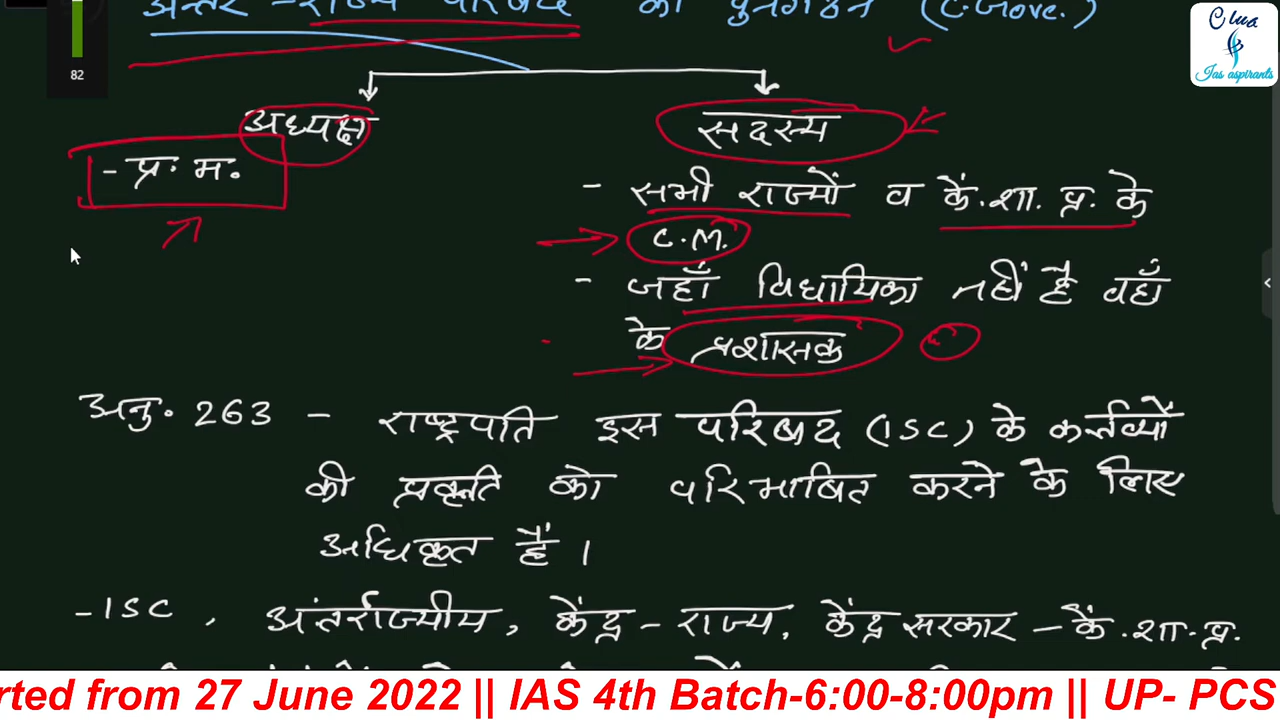 अन्तर - राज्य परिषद का पुनर्गठन (C.Gove.)
82
Clue
Ias aspirants
अध्यक्ष
सदस्य
- प्र. म.
- सभी राज्यों व कें.शा. प्र. के
C.M.
- जहाँ विधायिका नहीं है वहाँ
के प्रशासक
अनु. 263 - राष्ट्रपति इस परिषद (ISC) के कर्त्तव्यों
की प्रकृति को परिभाषित करने के लिए
अधिकृत हैं।
- ISC, अंतर्राज्यीय, केंद्र - राज्य, केंद्र सरकार - कें.शा.प्र.
rted from 27 June 2022 || IAS 4th Batch-6:00-8:00pm || UP- PCS